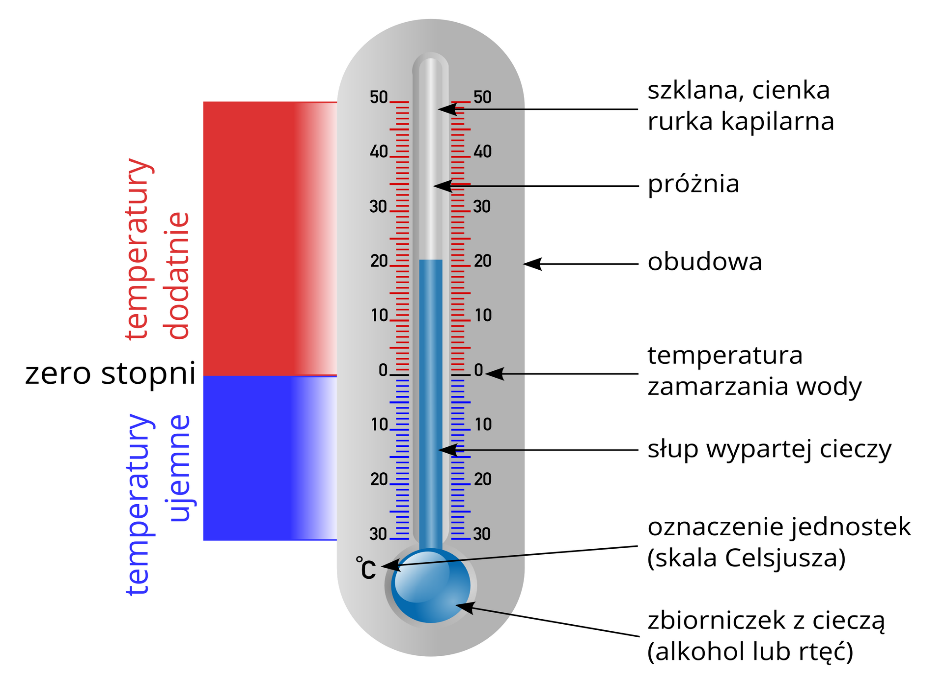 szklana, cienka
rurka kapilarna
próżnia
obudowa
temperatura
zamarzania wody
słup wypartej cieczy
oznaczenie jednostek
(skala Celsjusza)
zbiorniczek z cieczą
(alkohol lub rtęć)
temperatury
dodatnie
zero stopni
temperatury
ujemne
50 50
40 40
30 30
20 20
10 10
0 0
10 10
20 20
30 30
°C